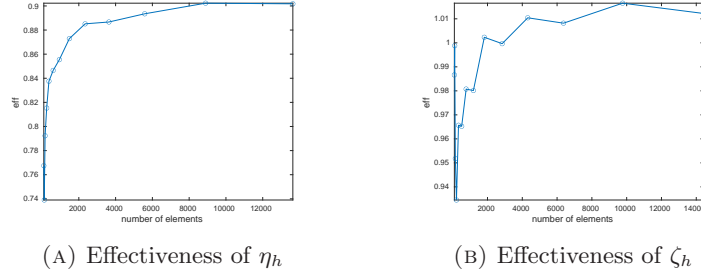 0.9
0.88
0.86
0.84
0.82
0.8
0.78
0.76
0.74
eff
2000 4000 6000 8000 10000 12000
number of elements
(A) Effectiveness of η_h
1.01
1
0.99
0.98
0.97
0.96
0.95
0.94
eff
2000 4000 6000 8000 10000 12000 1400
number of elements
(B) Effectiveness of ζ_h